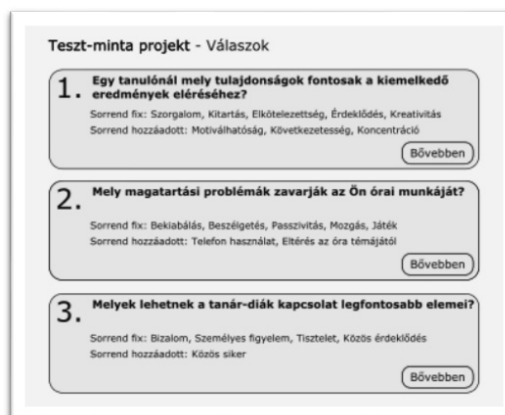 Teszt-minta projekt - Válaszok
1. Egy tanulónál mely tulajdonságok fontosak a kiemelkedő
eredmények eléréséhez?
Sorrend fix: Szorgalom, Kitartás, Elkötelezettség, Érdeklődés, Kreativitás
Sorrend hozzáadott: Motiválhatóság, Következetesség, Koncentráció
Bővebben
2. Mely magatartási problémák zavarják az Ön órai munkáját?
Sorrend fix: Bekiabálás, Beszélgetés, Passzivitás, Mozgás, Játék
Sorrend hozzáadott: Telefon használat, Eltérés az óra témájától
Bővebben
3. Melyek lehetnek a tanár-diák kapcsolat legfontosabb elemei?
Sorrend fix: Bizalom, Személyes figyelem, Tisztelet, Közös érdeklődés
Sorrend hozzáadott: Közös siker
Bővebben